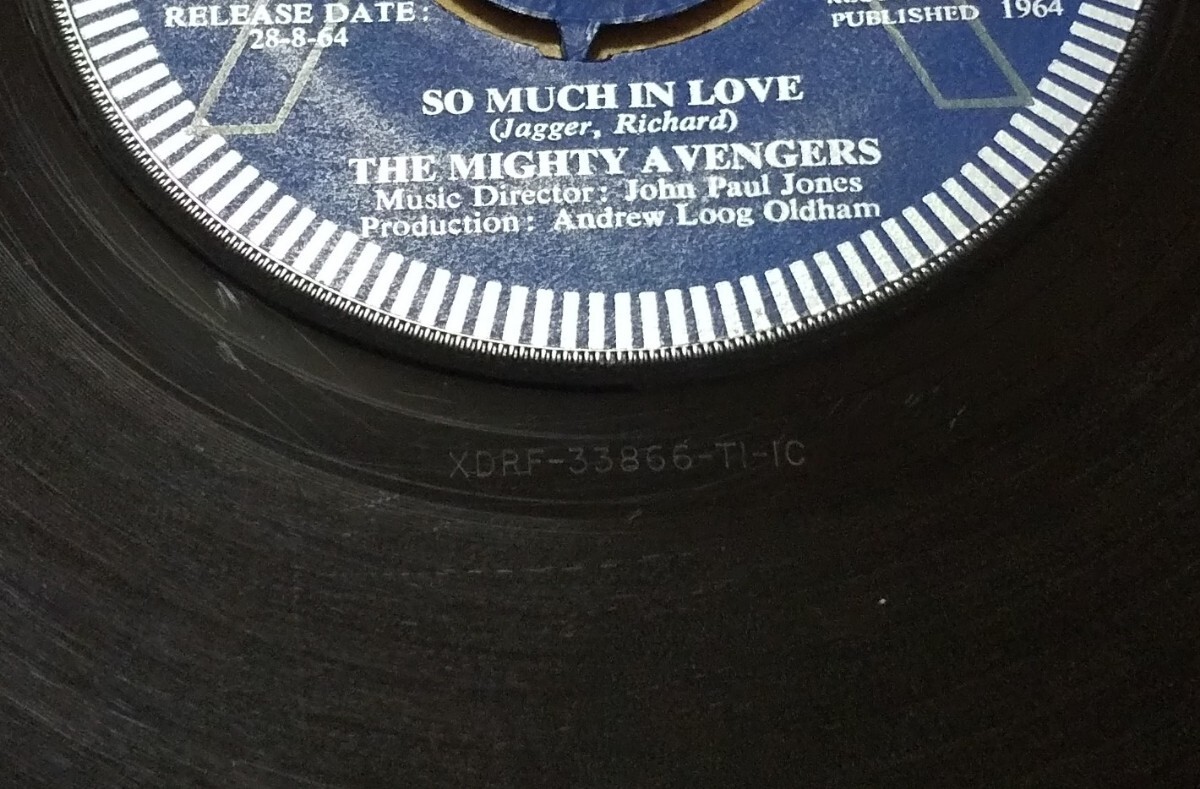 RELEASE DATE:
28-8-64
PUBLISHED 1964
SO MUCH IN LOVE
(Jagger, Richard)
THE MIGHTY AVENGERS
Music Director: John Paul Jones
Production: Andrew Loog Oldham
XDRF-33866-T1-1C